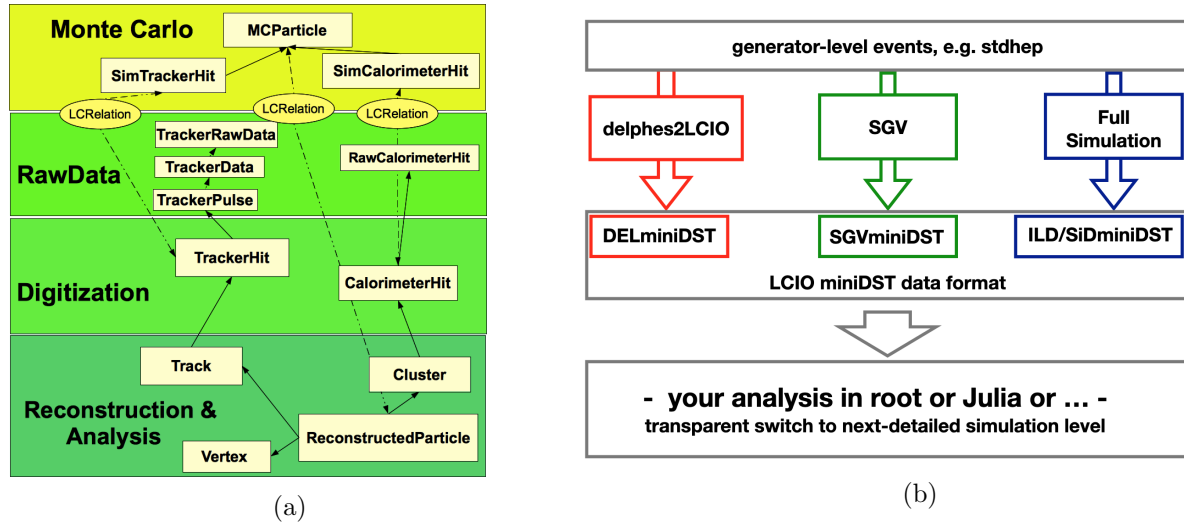 Monte Carlo
MCParticle
SimTrackerHit
SimCalorimeterHit
LCRelation
LCRelation
LCRelation
RawData
TrackerRawData
TrackerData
TrackerPulse
RawCalorimeterHit
Digitization
TrackerHit
CalorimeterHit
Reconstruction &
Analysis
Track
Cluster
ReconstructedParticle
Vertex
(a)
generator-level events, e.g. stdhep
delphes2LCIO
SGV
Full
Simulation
DELminiDST
SGVminiDST
ILD/SiDminiDST
LCIO miniDST data format
- your analysis in root or Julia or ... -
transparent switch to next-detailed simulation level
(b)